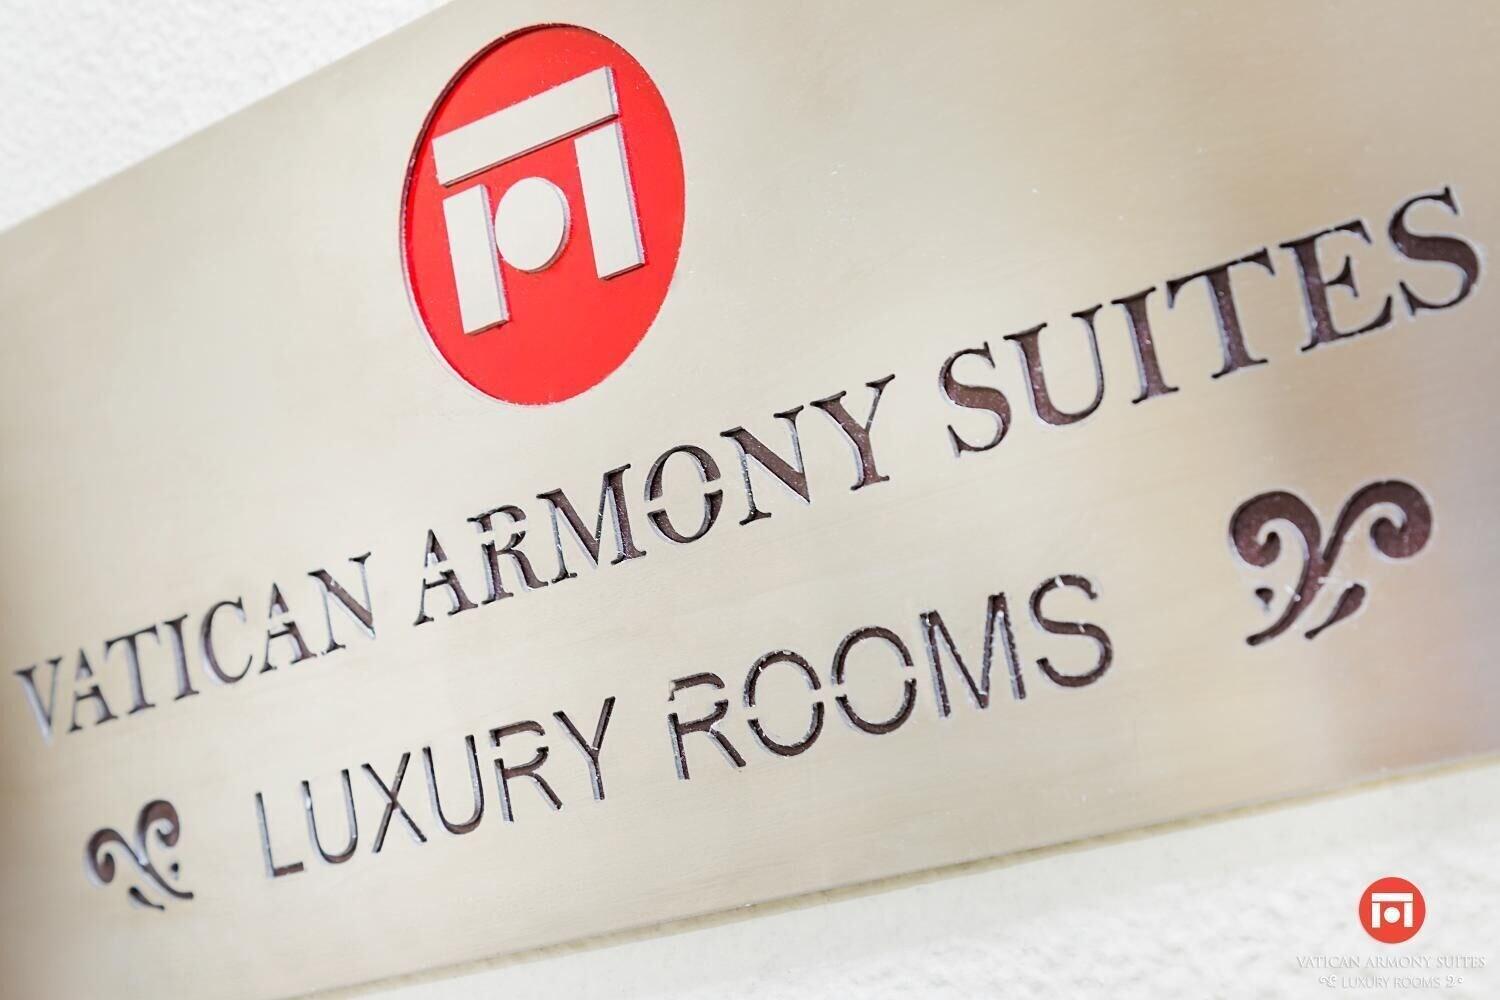 VATICAN ARMONY SUITES
LUXURY ROOMS
VATICAN ARMONY SUITES
LUXURY ROOMS